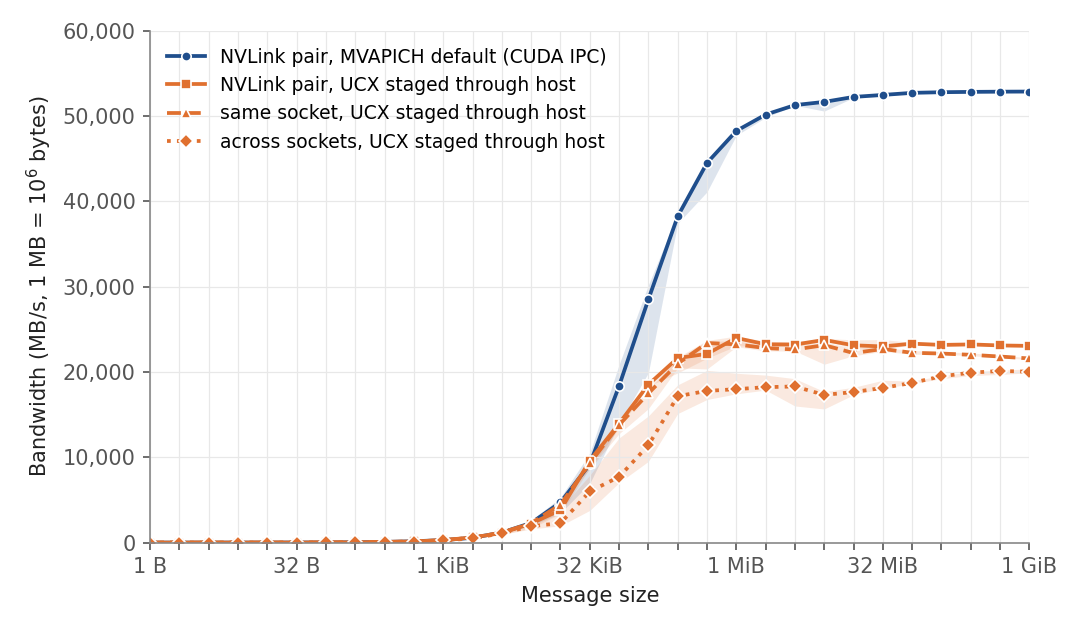 60,000
50,000
40,000
30,000
20,000
10,000
0
Bandwidth (MB/s, 1 MB = 10⁶ bytes)
NVLink pair, MVAPICH default (CUDA IPC)
NVLink pair, UCX staged through host
same socket, UCX staged through host
across sockets, UCX staged through host
1 B
32 B
1 KiB
32 KiB
1 MiB
32 MiB
1 GiB
Message size